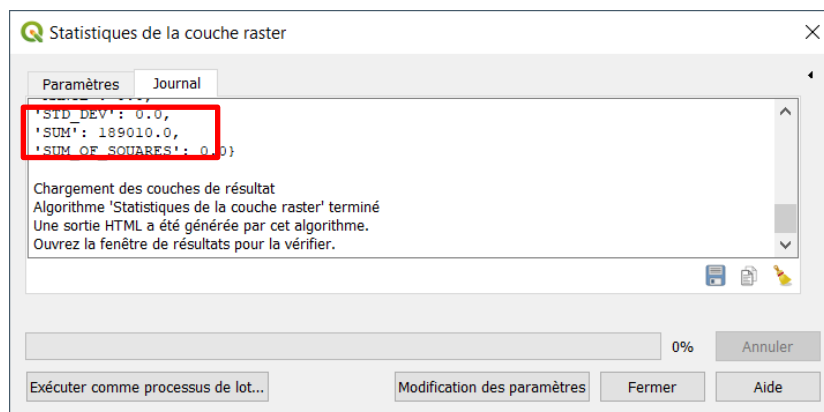 Statistiques de la couche raster
Paramètres Journal
'STD_DEV': 0.0,
'SUM': 189010.0,
'SUM_OF_SQUARES': 0.0}
Chargement des couches de résultat
Algorithme 'Statistiques de la couche raster' terminé
Une sortie HTML a été générée par cet algorithme.
Ouvrez la fenêtre de résultats pour la vérifier.
0% Annuler
Exécuter comme processus de lot... Modification des paramètres Fermer Aide